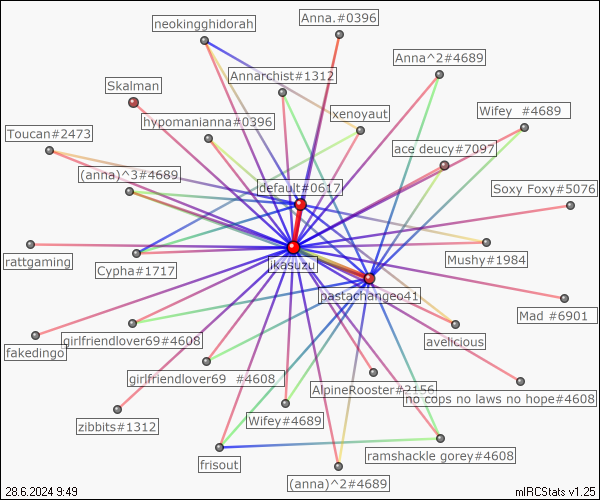 neokingghidorah
Anna.#0396
Annarchist#1312
Anna^2#4689
Skalman
hypomanianna#0396
xenoyaut
Wifey  #4689
Toucan#2473
ace deucy#7097
(anna)^3#4689
default#0617
Soxy Foxy#5076
rattgaming
Cypha#1717
ikasuzu
Mushy#1984
pastachangeo41
Mad #6901
fakedingo
girlfriendlover69#4608
avelicious
girlfriendlover69  #4608
AlpineRooster#2156
no cops no laws no hope#4608
zibbits#1312
Wifey#4689
frisout
ramshackle gorey#4608
(anna)^2#4689
28.6.2024 9:49
mIRCStats v1.25